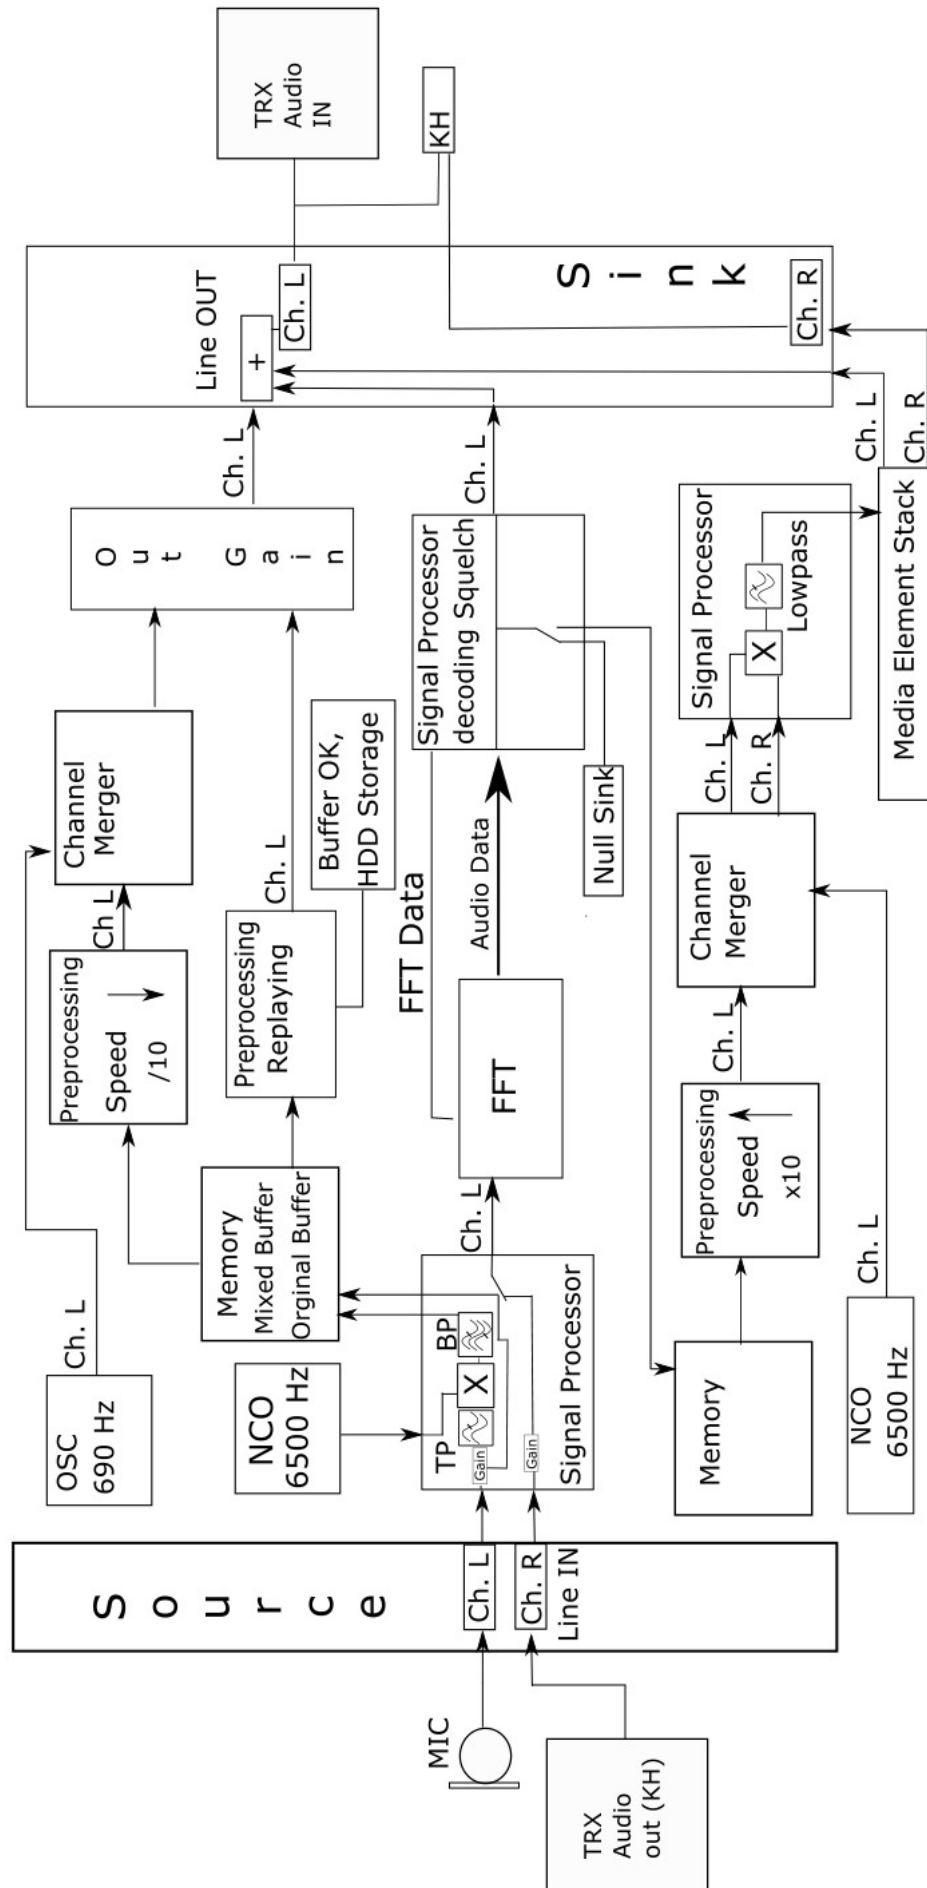 TRX
Audio
IN
KH
Line OUT
+
Ch. L
Sink
Ch. R
Ch. L
Ch. L
Ch. L
Ch. R
Out Gain
Signal Processor
decoding Squelch
Signal Processor
X
Lowpass
Media Element Stack
Channel
Merger
Ch. L
Buffer OK,
HDD Storage
FFT Data
Audio Data
Null Sink
Ch. L
Ch. R
Channel
Merger
Ch L
Preprocessing
Speed
/10
Preprocessing
Replaying
FFT
Ch. L
Preprocessing
Speed
x10
Memory
Mixed Buffer
Orginal Buffer
Ch. L
Ch. L
Ch. L
OSC
690 Hz
NCO
6500 Hz
TP
BP
X
Gain
Gain
Signal Processor
Memory
NCO
6500 Hz
Source
Ch. L
Ch. R
Line IN
MIC
TRX
Audio
out (KH)